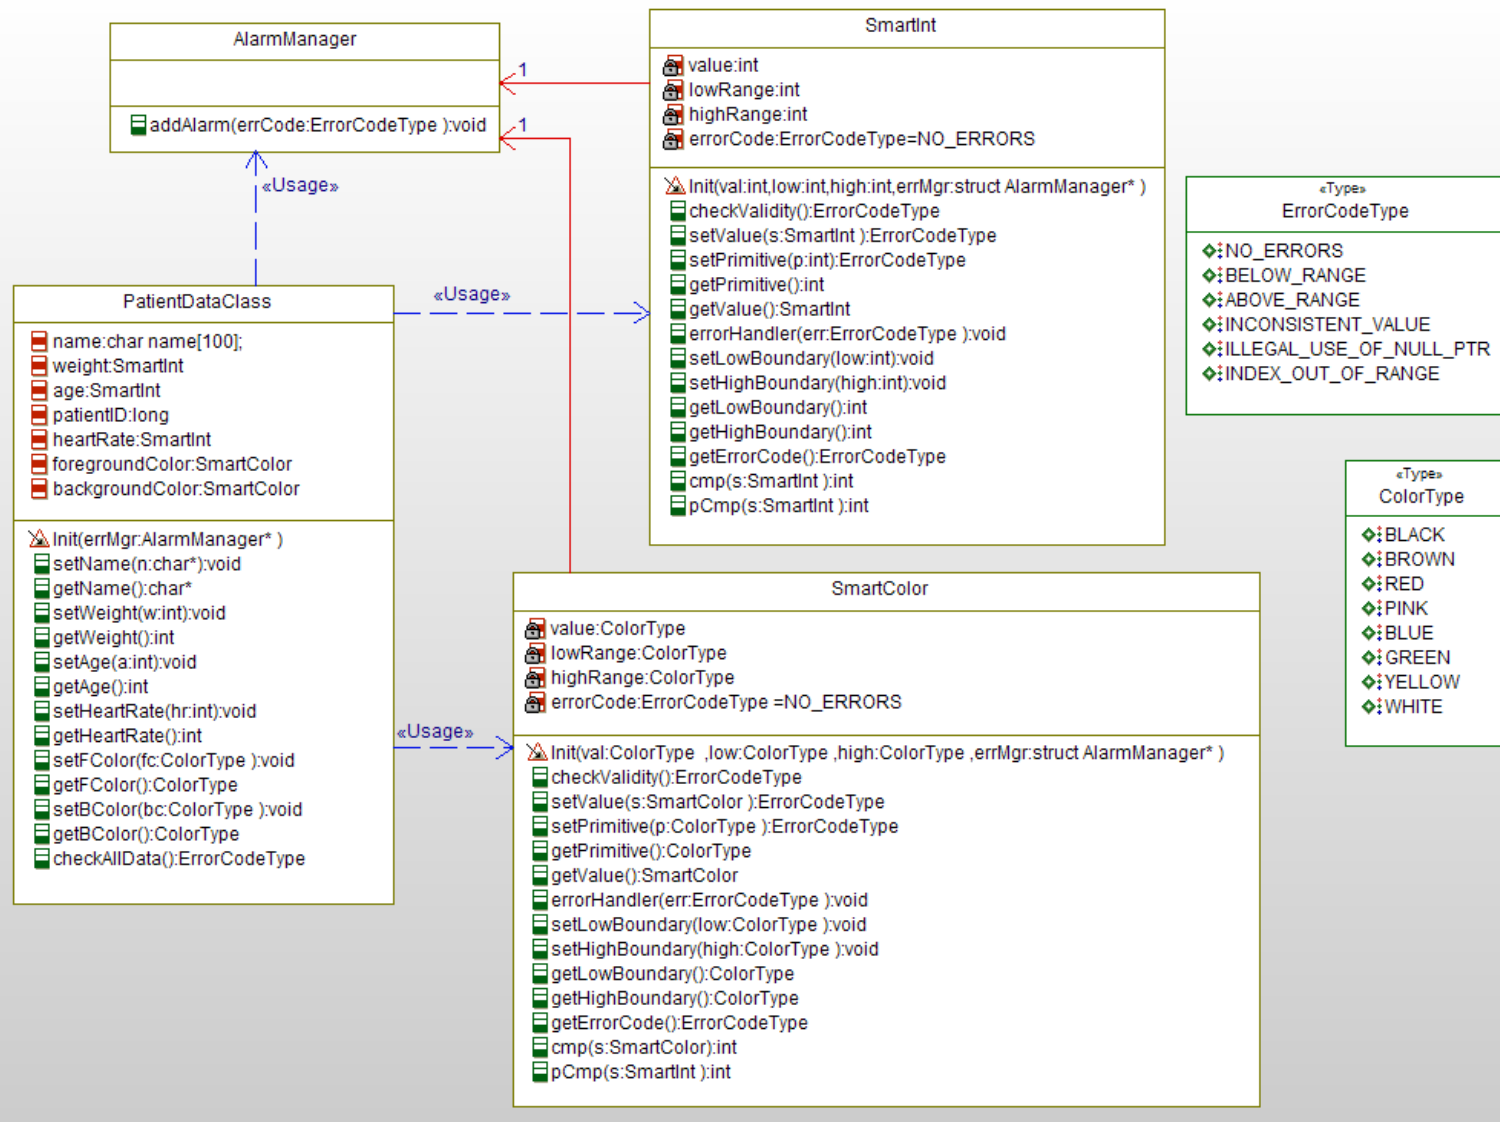 AlarmManager
addAlarm(errCode:ErrorCodeType ):void
1
1
«Usage»
SmartInt
value:int
lowRange:int
highRange:int
errorCode:ErrorCodeType=NO_ERRORS
Init(val:int,low:int,high:int,errMgr:struct AlarmManager* )
checkValidity():ErrorCodeType
setValue(s:SmartInt ):ErrorCodeType
setPrimitive(p:int):ErrorCodeType
getPrimitive():int
getValue():SmartInt
errorHandler(err:ErrorCodeType ):void
setLowBoundary(low:int):void
setHighBoundary(high:int):void
getLowBoundary():int
getHighBoundary():int
getErrorCode():ErrorCodeType
cmp(s:SmartInt ):int
pCmp(s:SmartInt ):int
«Type»
ErrorCodeType
NO_ERRORS
BELOW_RANGE
ABOVE_RANGE
INCONSISTENT_VALUE
ILLEGAL_USE_OF_NULL_PTR
INDEX_OUT_OF_RANGE
«Usage»
PatientDataClass
name:char name[100];
weight:SmartInt
age:SmartInt
patientID:long
heartRate:SmartInt
foregroundColor:SmartColor
backgroundColor:SmartColor
Init(errMgr:AlarmManager* )
setName(n:char*):void
getName():char*
setWeight(w:int):void
getWeight():int
setAge(a:int):void
getAge():int
setHeartRate(hr:int):void
getHeartRate():int
setFColor(fc:ColorType ):void
getFColor():ColorType
setBColor(bc:ColorType ):void
getBColor():ColorType
checkAllData():ErrorCodeType
«Usage»
SmartColor
value:ColorType
lowRange:ColorType
highRange:ColorType
errorCode:ErrorCodeType =NO_ERRORS
Init(val:ColorType  ,low:ColorType ,high:ColorType ,errMgr:struct AlarmManager* )
checkValidity():ErrorCodeType
setValue(s:SmartColor ):ErrorCodeType
setPrimitive(p:ColorType ):ErrorCodeType
getPrimitive():ColorType
getValue():SmartColor
errorHandler(err:ErrorCodeType ):void
setLowBoundary(low:ColorType ):void
setHighBoundary(high:ColorType ):void
getLowBoundary():ColorType
getHighBoundary():ColorType
getErrorCode():ErrorCodeType
cmp(s:SmartColor):int
pCmp(s:SmartInt ):int
«Type»
ColorType
BLACK
BROWN
RED
PINK
BLUE
GREEN
YELLOW
WHITE